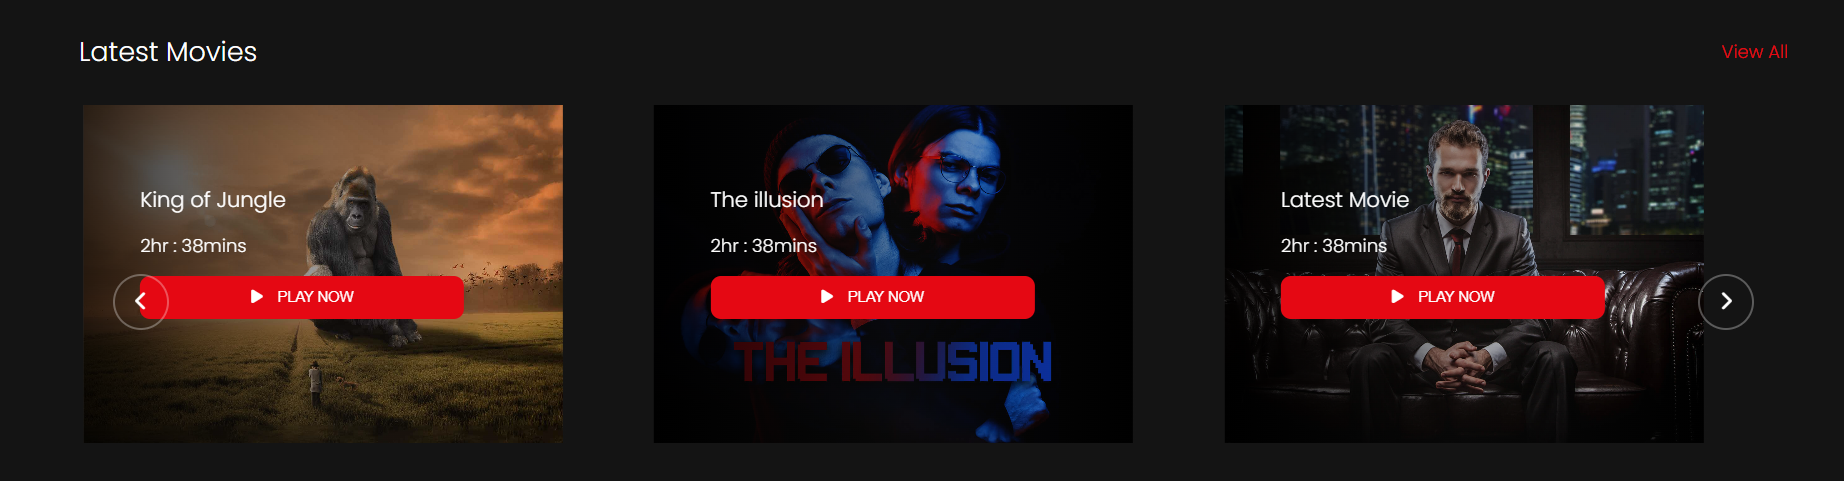 Latest Movies
View All
King of Jungle
2hr : 38mins
PLAY NOW
The illusion
2hr : 38mins
PLAY NOW
THE ILLUSION
Latest Movie
2hr : 38mins
PLAY NOW